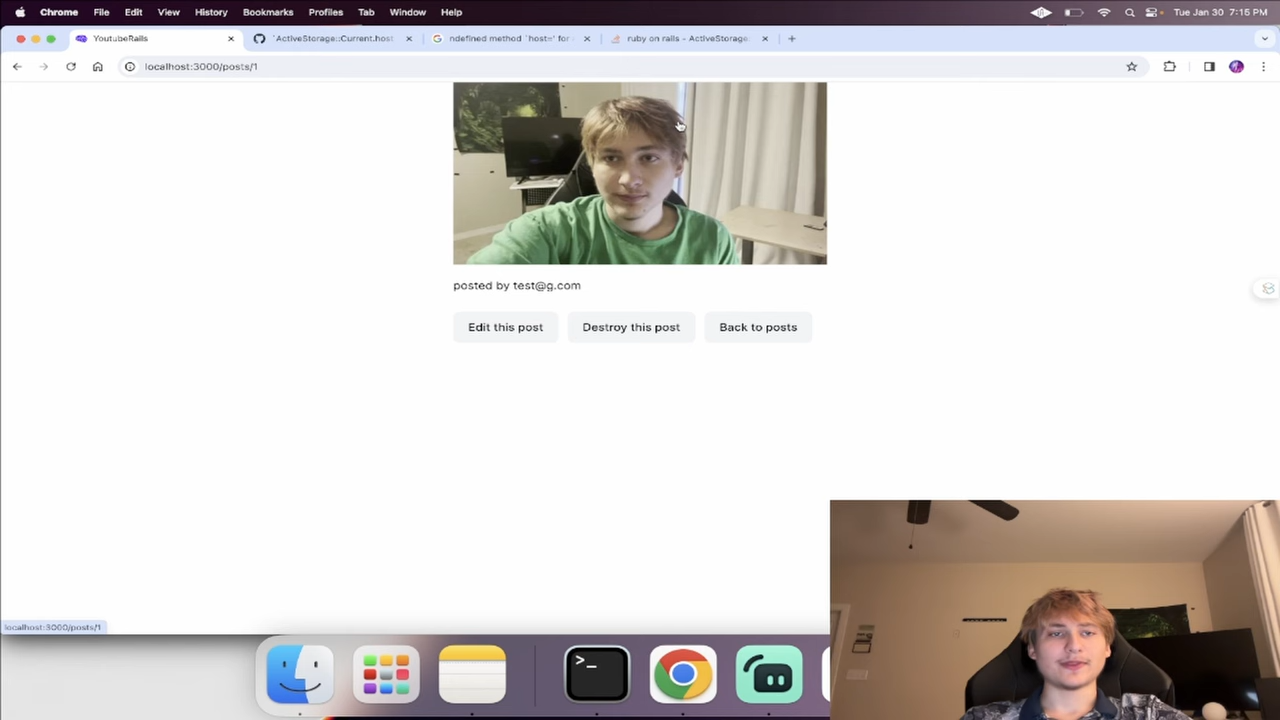 Chrome File Edit View History Bookmarks Profiles Tab Window Help Tue Jan 30 7:15 PM
YoutubeRails `ActiveStorage::Current.host ndefined method `host=' for ruby on rails - ActiveStorage:
localhost:3000/posts/1
posted by test@g.com
Edit this post Destroy this post Back to posts
localhost:3000/posts/1